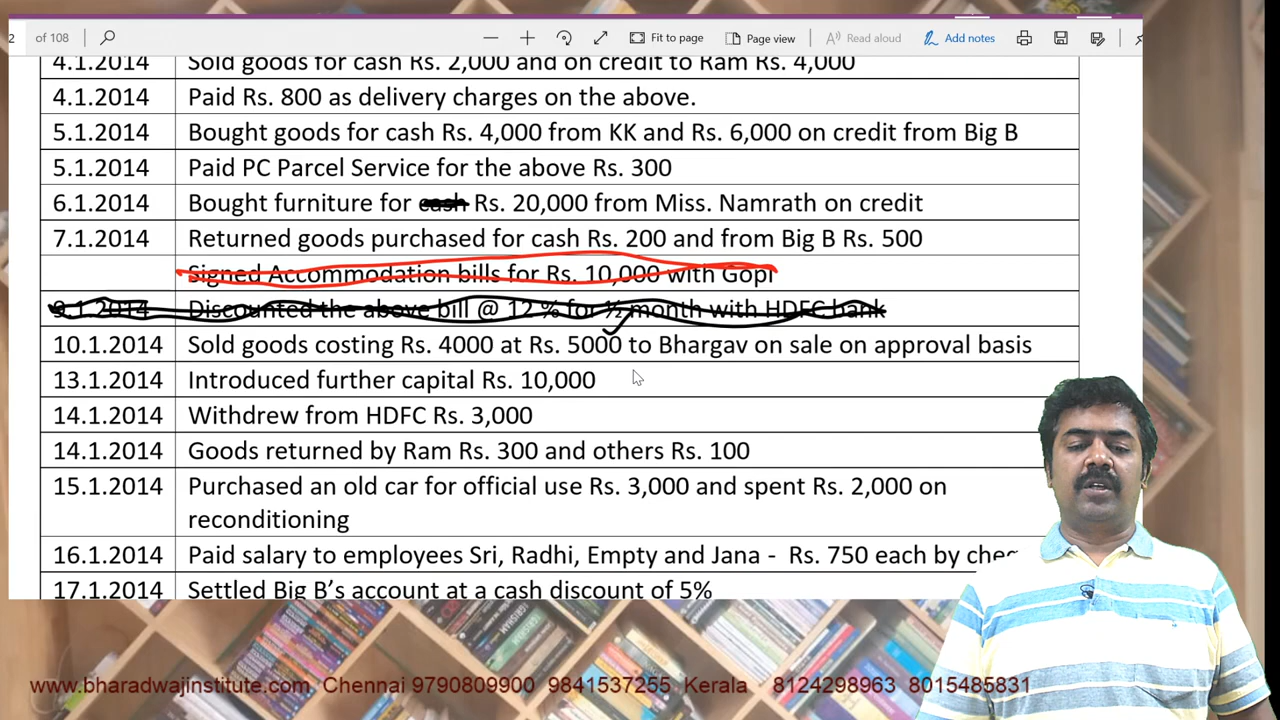 2 of 108 Fit to page Page view Read aloud Add notes
4.1.2014 Sold goods for cash Rs. 2,000 and on credit to Ram Rs. 4,000
4.1.2014 Paid Rs. 800 as delivery charges on the above.
5.1.2014 Bought goods for cash Rs. 4,000 from KK and Rs. 6,000 on credit from Big B
5.1.2014 Paid PC Parcel Service for the above Rs. 300
6.1.2014 Bought furniture for cash Rs. 20,000 from Miss. Namrath on credit
7.1.2014 Returned goods purchased for cash Rs. 200 and from Big B Rs. 500
Signed Accommodation bills for Rs. 10,000 with Gopi
9.1.2014 Discounted the above bill @ 12 % for ½ month with HDFC bank
10.1.2014 Sold goods costing Rs. 4000 at Rs. 5000 to Bhargav on sale on approval basis
13.1.2014 Introduced further capital Rs. 10,000
14.1.2014 Withdrew from HDFC Rs. 3,000
14.1.2014 Goods returned by Ram Rs. 300 and others Rs. 100
15.1.2014 Purchased an old car for official use Rs. 3,000 and spent Rs. 2,000 on
reconditioning
16.1.2014 Paid salary to employees Sri, Radhi, Empty and Jana - Rs. 750 each by
17.1.2014 Settled Big B's account at a cash discount of 5%
www.bharadwajinstitute.com Chennai 9790809900 9841537255 Kerala 8124298963 8015485831